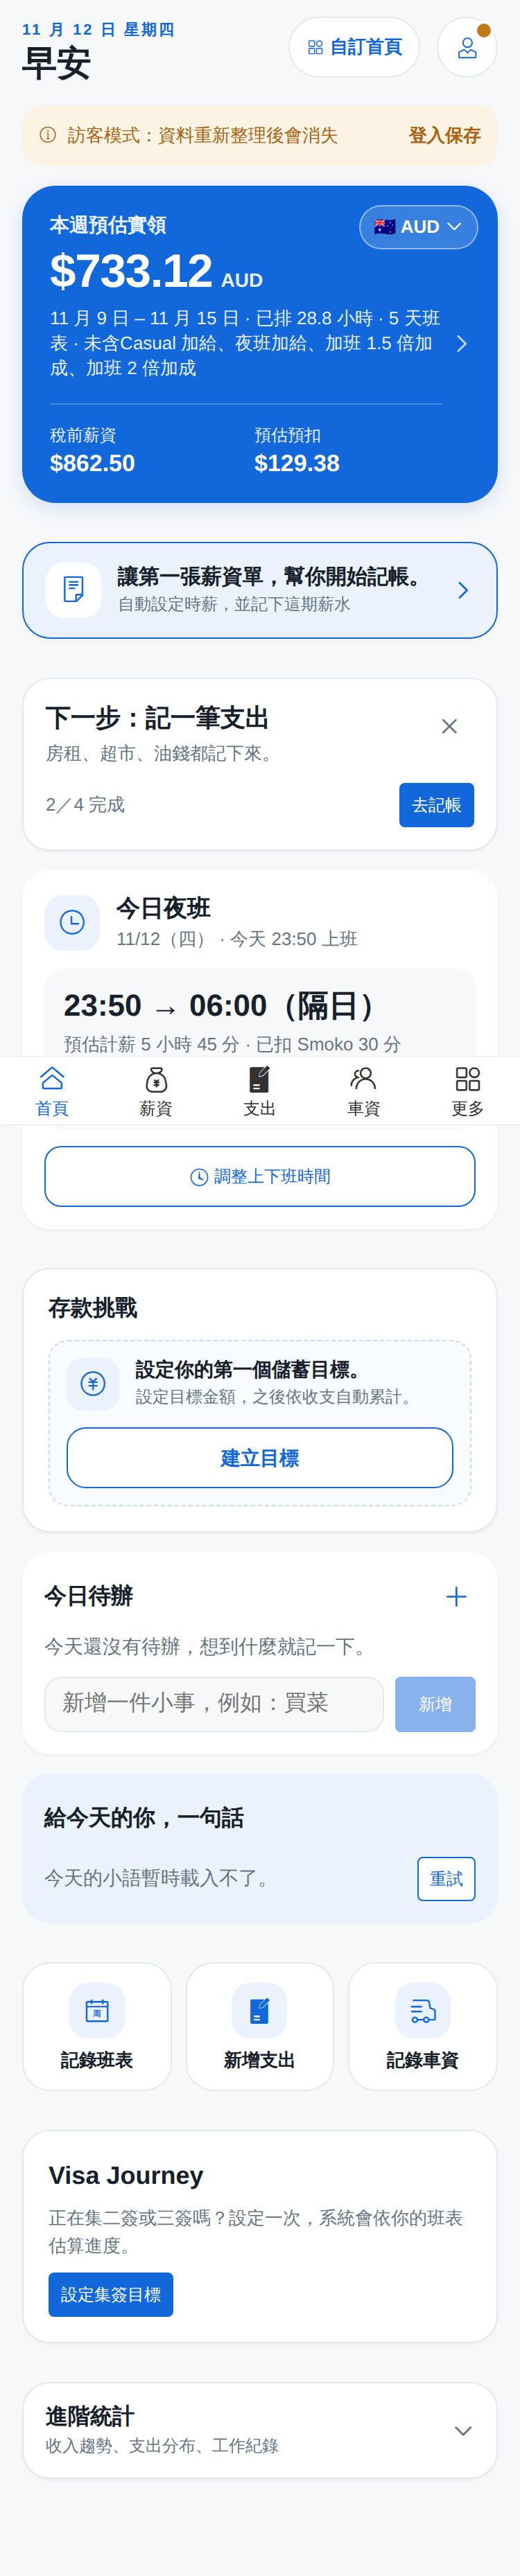 11 月 12 日 星期四
早安
自訂首頁
訪客模式：資料重新整理後會消失
登入保存
本週預估實領
AUD
$733.12 AUD
11 月 9 日 – 11 月 15 日 · 已排 28.8 小時 · 5 天班
表 · 未含Casual 加給、夜班加給、加班 1.5 倍加
成、加班 2 倍加成
稅前薪資
預估預扣
$862.50
$129.38
讓第一張薪資單，幫你開始記帳。
自動設定時薪，並記下這期薪水
下一步：記一筆支出
房租、超市、油錢都記下來。
2／4 完成
去記帳
今日夜班
11/12（四） · 今天 23:50 上班
23:50 → 06:00（隔日）
預估計薪 5 小時 45 分 · 已扣 Smoko 30 分
首頁
薪資
支出
車資
更多
調整上下班時間
存款挑戰
設定你的第一個儲蓄目標。
設定目標金額，之後依收支自動累計。
建立目標
今日待辦
今天還沒有待辦，想到什麼就記一下。
新增一件小事，例如：買菜
新增
給今天的你，一句話
今天的小語暫時載入不了。
重試
周
記錄班表
新增支出
記錄車資
Visa Journey
正在集二簽或三簽嗎？設定一次，系統會依你的班表
估算進度。
設定集簽目標
進階統計
收入趨勢、支出分布、工作紀錄